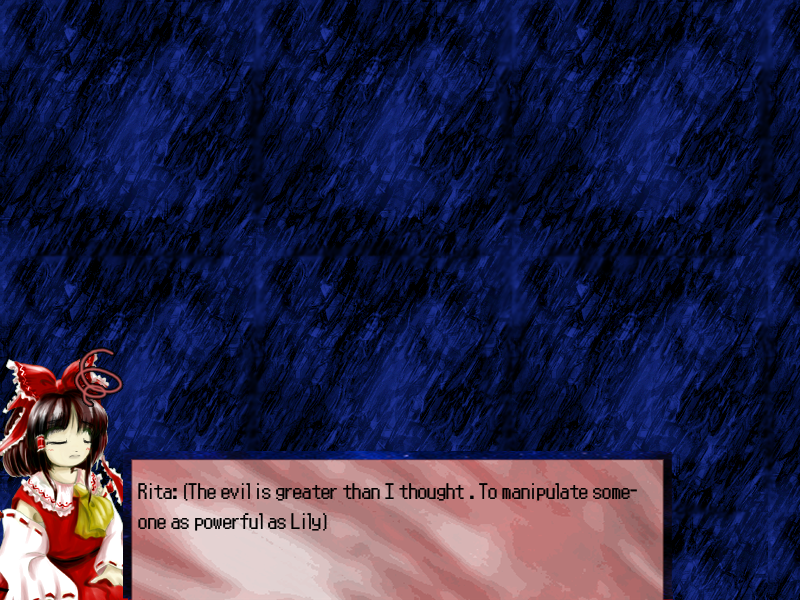 Rita: (The evil is greater than I thought . To manipulate some-
one as powerful as Lily)